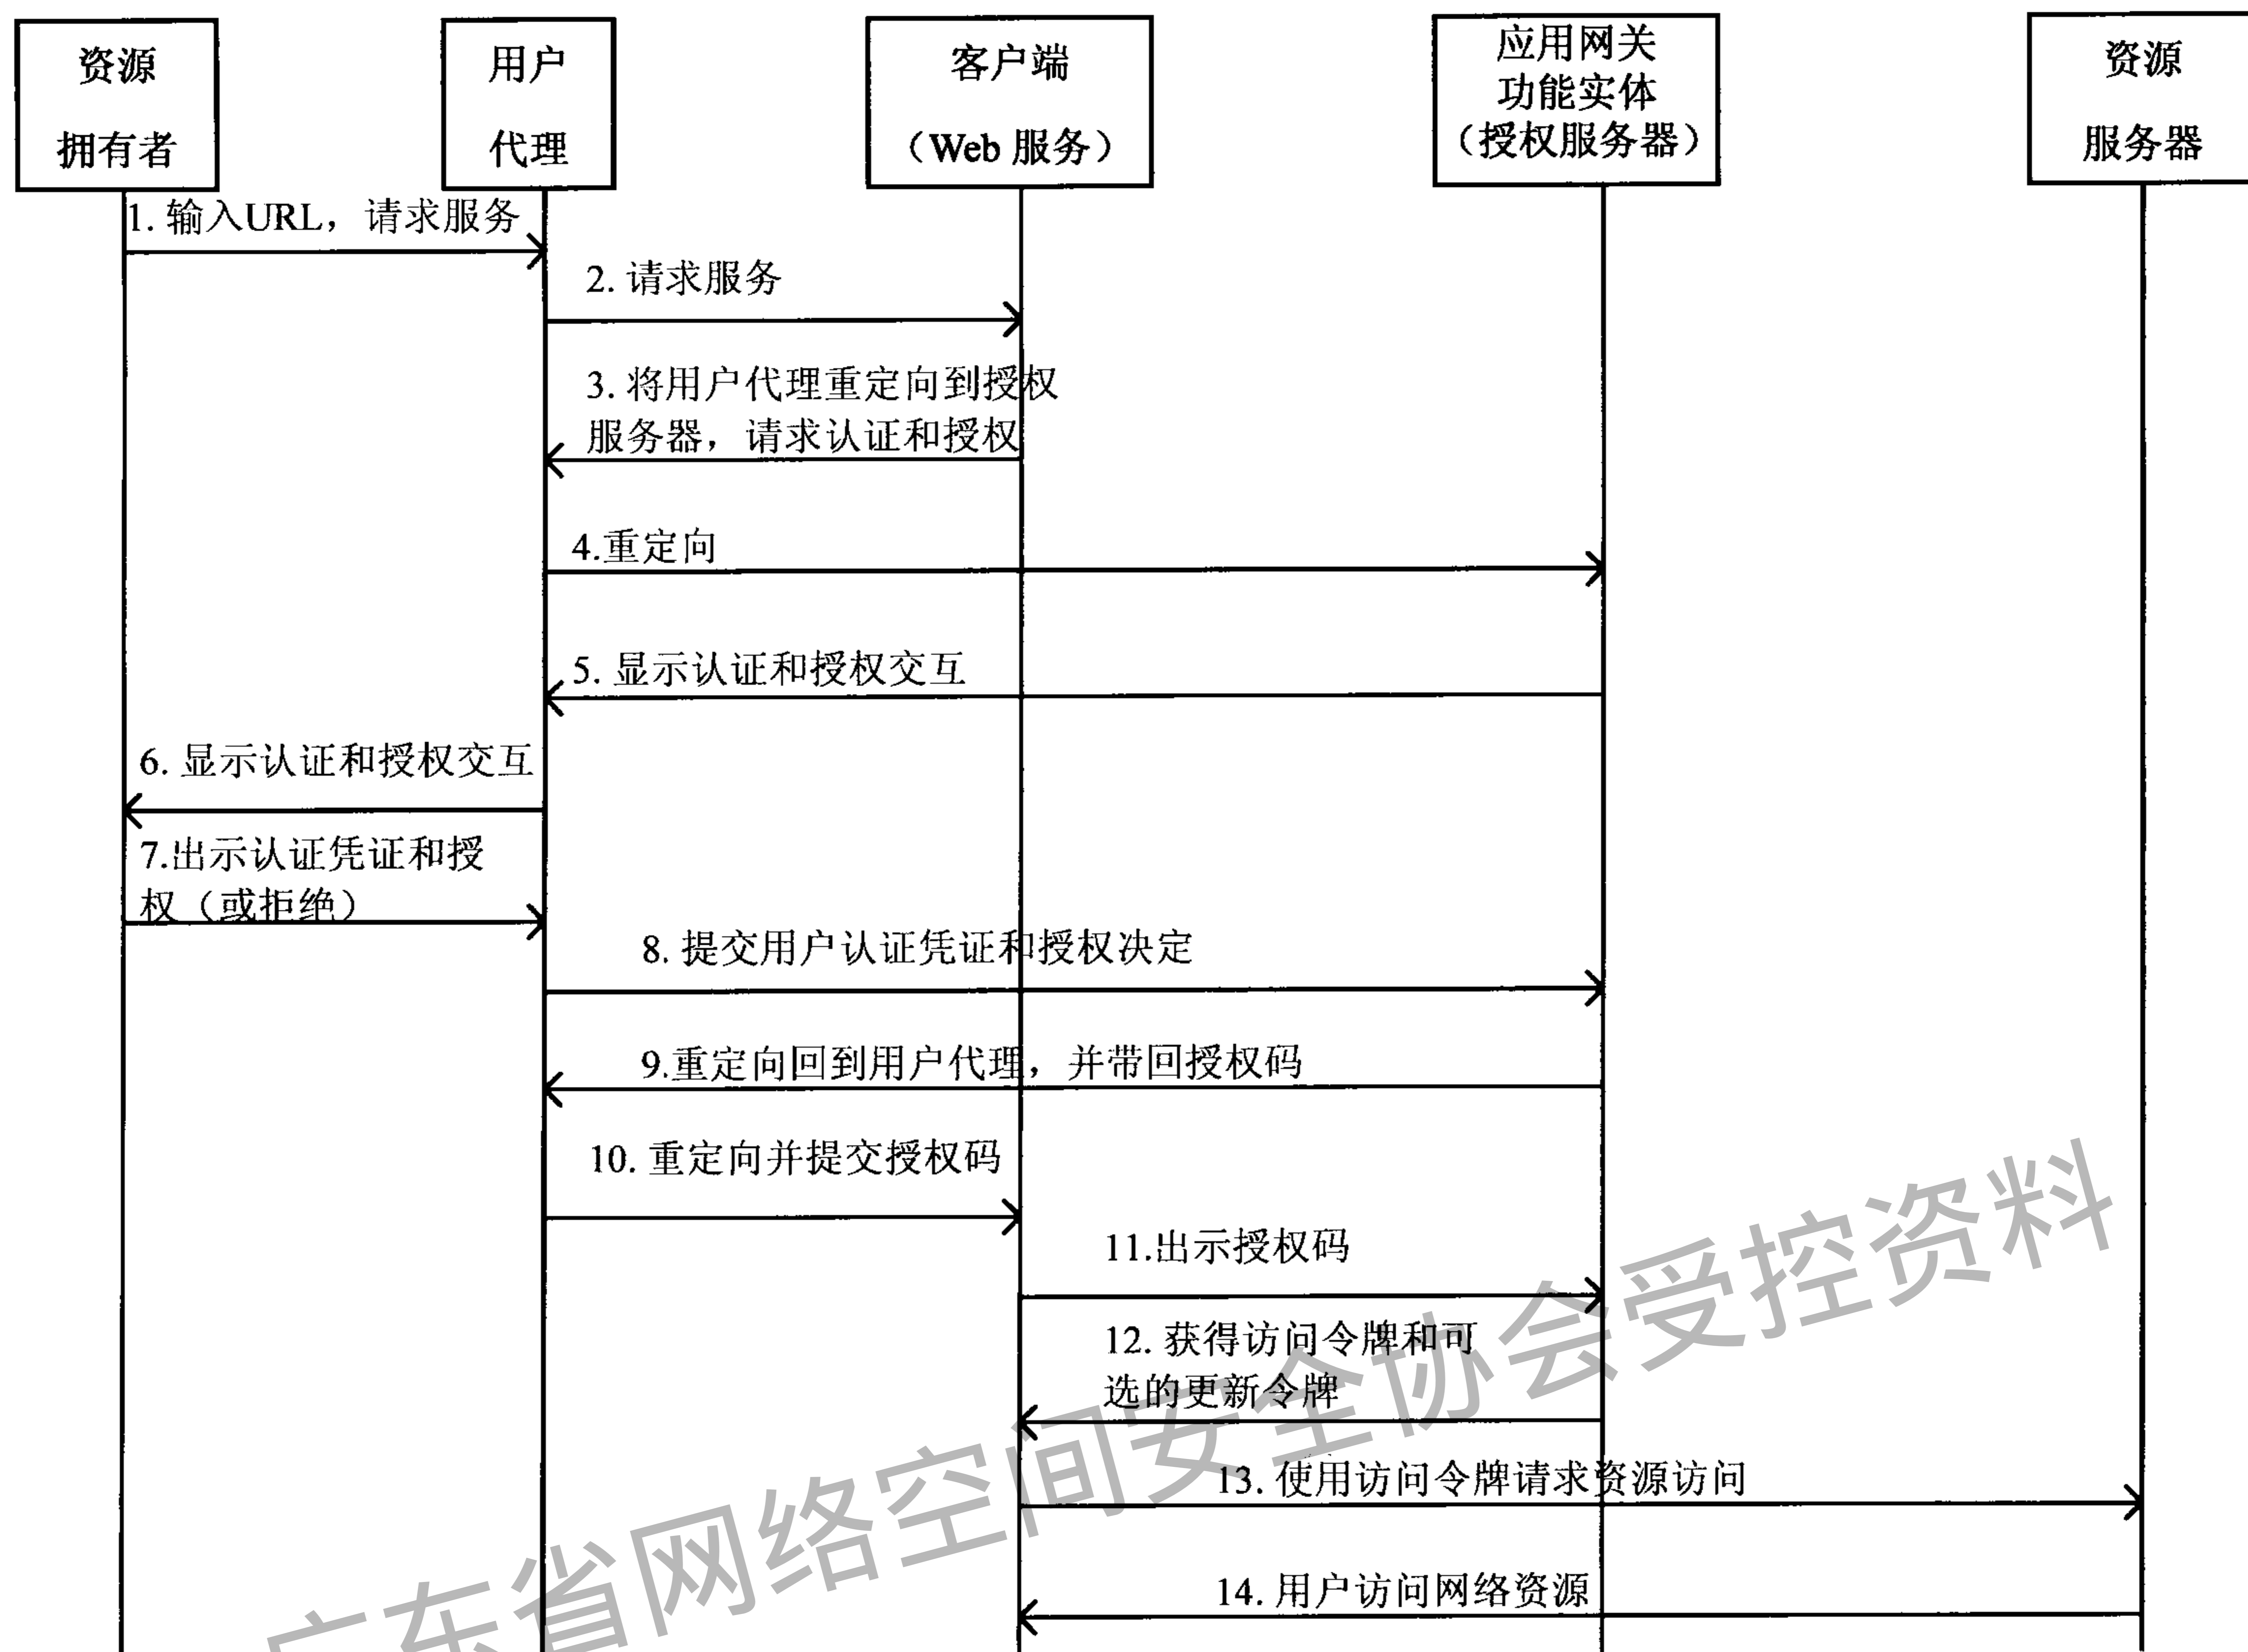 资源
拥有者
用户
代理
客户端
（Web 服务）
应用网关
功能实体
（授权服务器）
资源
服务器
1. 输入URL，请求服务
2. 请求服务
3. 将用户代理重定向到授权
服务器，请求认证和授权
4.重定向
5. 显示认证和授权交互
6. 显示认证和授权交互
7.出示认证凭证和授
权（或拒绝）
8. 提交用户认证凭证和授权决定
9.重定向回到用户代理，并带回授权码
10. 重定向并提交授权码
11.出示授权码
12. 获得访问令牌和可
选的更新令牌
13. 使用访问令牌请求资源访问
14. 用户访问网络资源
广东省网络空间安全协会受控资料